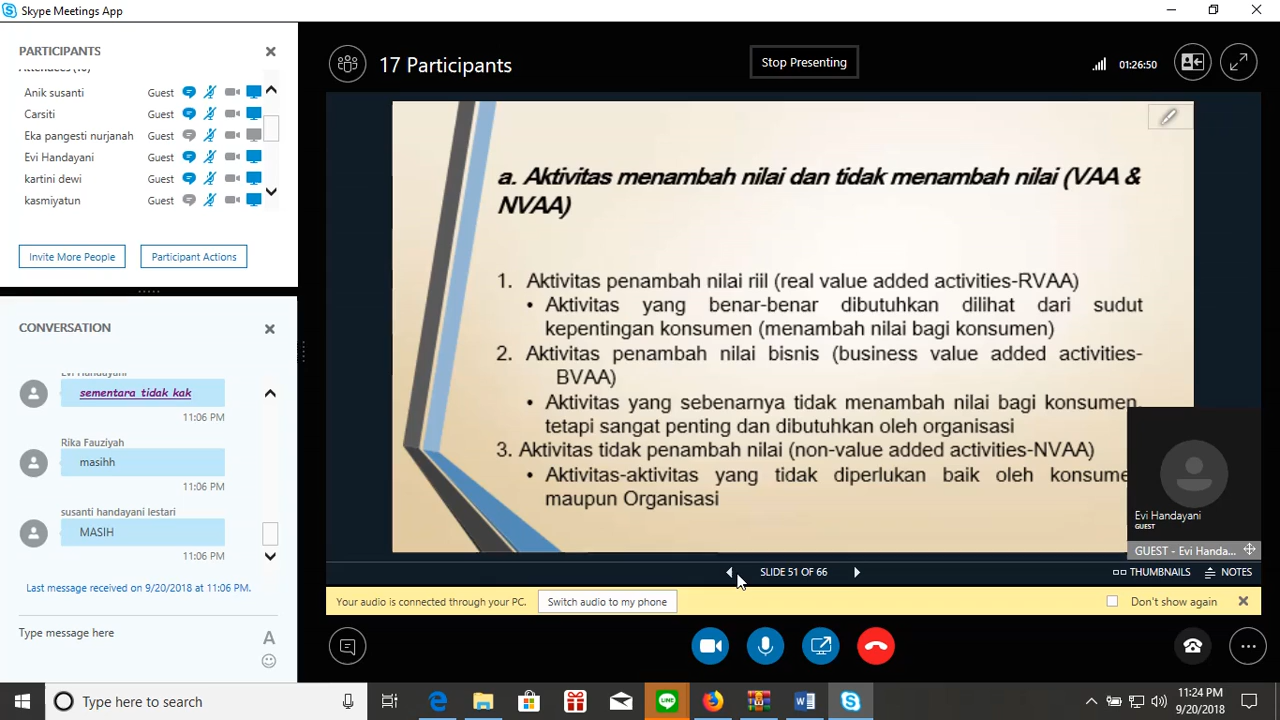 Skype Meetings App
PARTICIPANTS
Anik susanti Guest
Carsiti Guest
Eka pangesti nurjanah Guest
Evi Handayani Guest
kartini dewi Guest
kasmiyatun Guest
Invite More People Participant Actions
CONVERSATION
Evi Handayani
sementara tidak kak
11:06 PM
Rika Fauziyah
masihh
11:06 PM
susanti handayani lestari
MASIH
11:06 PM
Last message received on 9/20/2018 at 11:06 PM.
Type message here
A
17 Participants
Stop Presenting
01:26:50
a. Aktivitas menambah nilai dan tidak menambah nilai (VAA &
NVAA)
1. Aktivitas penambah nilai riil (real value added activities-RVAA)
• Aktivitas yang benar-benar dibutuhkan dilihat dari sudut
kepentingan konsumen (menambah nilai bagi konsumen)
2. Aktivitas penambah nilai bisnis (business value added activities-
BVAA)
• Aktivitas yang sebenarnya tidak menambah nilai bagi konsumen,
tetapi sangat penting dan dibutuhkan oleh organisasi
3. Aktivitas tidak penambah nilai (non-value added activities-NVAA)
• Aktivitas-aktivitas yang tidak diperlukan baik oleh konsume
maupun Organisasi
Evi Handayani
GUEST
GUEST - Evi Handa...
SLIDE 51 OF 66
THUMBNAILS NOTES
Your audio is connected through your PC. Switch audio to my phone Don't show again
Type here to search
11:24 PM
9/20/2018